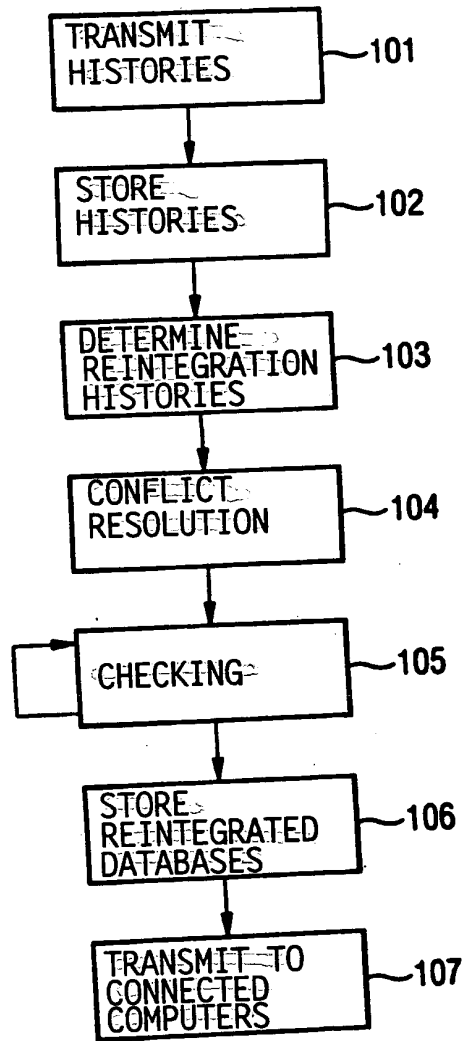 TRANSMIT
HISTORIES
101
STORE
HISTORIES
102
DETERMINE
REINTEGRATION
HISTORIES
103
CONFLICT
RESOLUTION
104
CHECKING
105
STORE
REINTEGRATED
DATABASES
106
TRANSMIT TO
CONNECTED
COMPUTERS
107